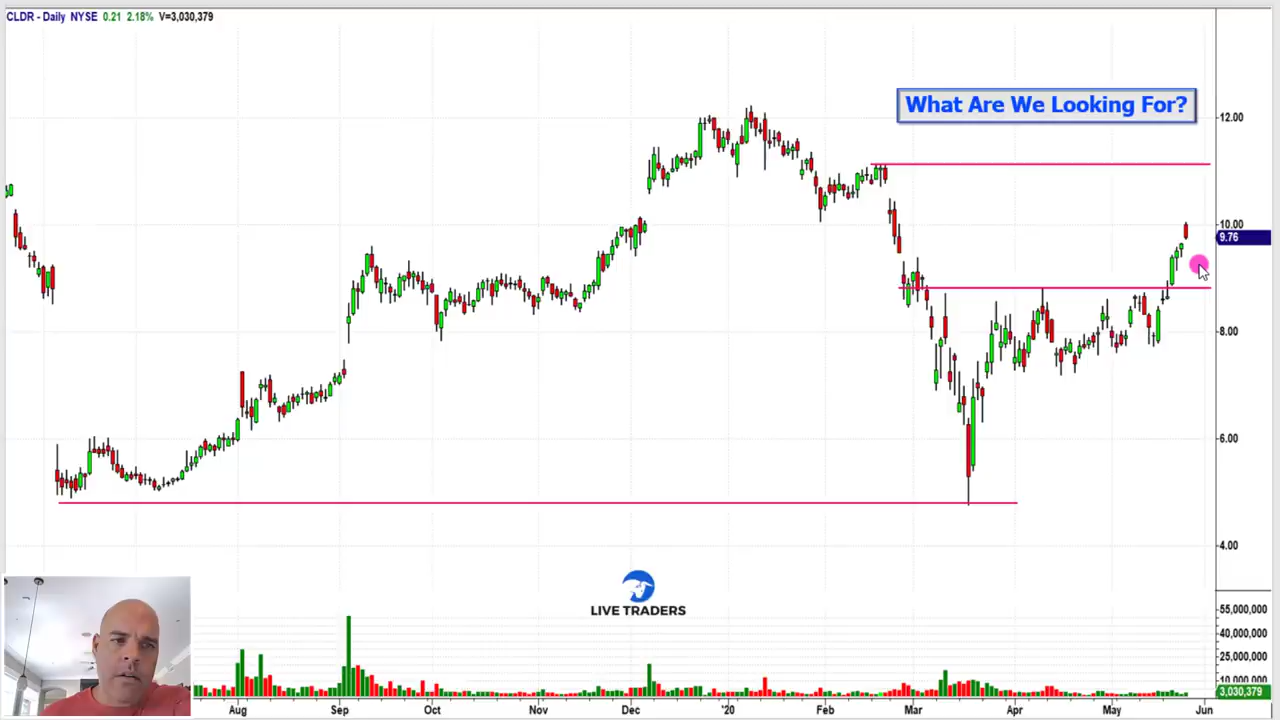 CLDR - Daily NYSE 0.21 2.18% V=3,030,379
What Are We Looking For?
12.00
10.00
9.76
8.00
6.00
4.00
LIVE TRADERS
55,000,000
40,000,000
25,000,000
10,000,000
3,030,379
Aug Sep Oct Nov Dec '20 Feb Mar Apr May Jun